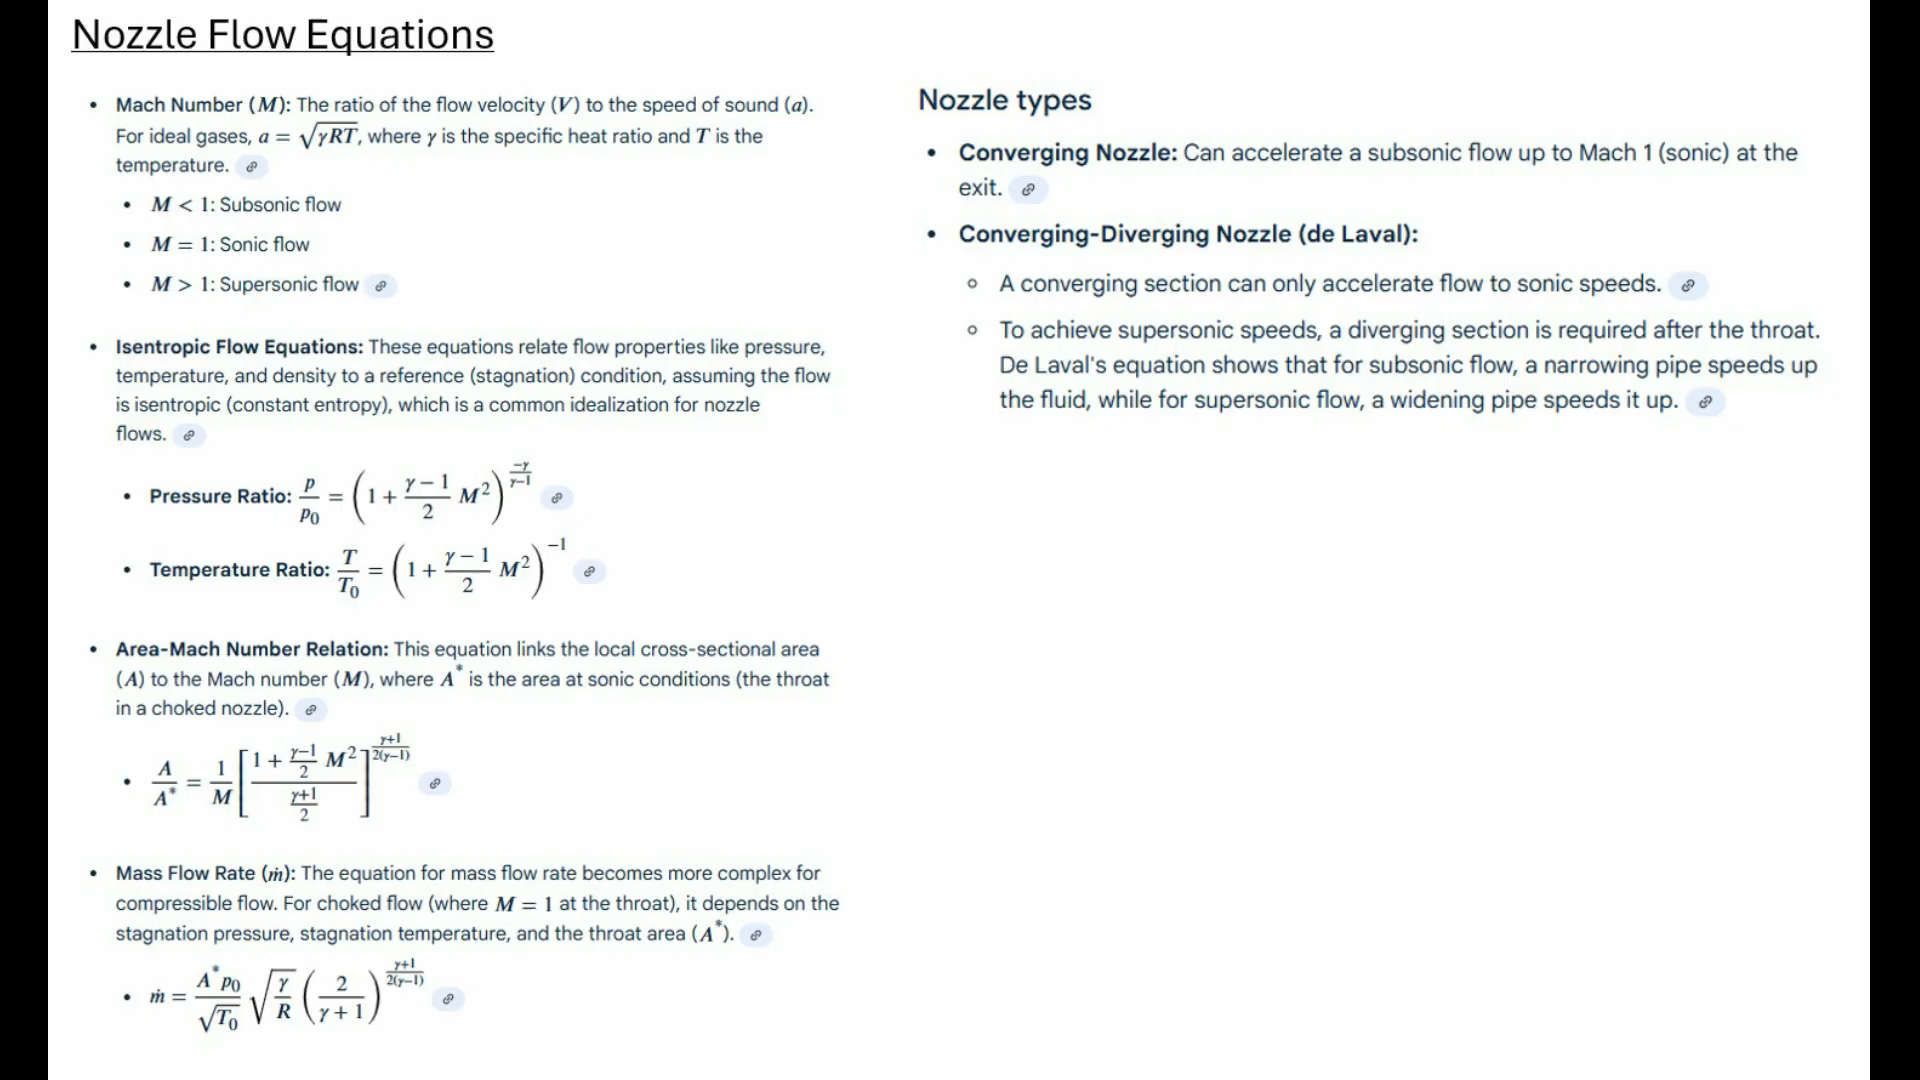 Nozzle Flow Equations
• Mach Number (M): The ratio of the flow velocity (V) to the speed of sound (a).
For ideal gases, a = √γRT, where γ is the specific heat ratio and T is the
temperature.
• M < 1: Subsonic flow
• M = 1: Sonic flow
• M > 1: Supersonic flow
• Isentropic Flow Equations: These equations relate flow properties like pressure,
temperature, and density to a reference (stagnation) condition, assuming the flow
is isentropic (constant entropy), which is a common idealization for nozzle
flows.
• Pressure Ratio: p/p₀ = (1 + (γ − 1)/2 M²)^(−γ/(γ−1))
• Temperature Ratio: T/T₀ = (1 + (γ − 1)/2 M²)^(−1)
• Area-Mach Number Relation: This equation links the local cross-sectional area
(A) to the Mach number (M), where A* is the area at sonic conditions (the throat
in a choked nozzle).
• A/A* = 1/M [(1 + (γ−1)/2 M²)/((γ+1)/2)]^((γ+1)/(2(γ−1)))
• Mass Flow Rate (ṁ): The equation for mass flow rate becomes more complex for
compressible flow. For choked flow (where M = 1 at the throat), it depends on the
stagnation pressure, stagnation temperature, and the throat area (A*).
• ṁ = A*p₀/√T₀ √(γ/R) (2/(γ + 1))^((γ+1)/(2(γ−1)))
Nozzle types
• Converging Nozzle: Can accelerate a subsonic flow up to Mach 1 (sonic) at the
exit.
• Converging-Diverging Nozzle (de Laval):
○ A converging section can only accelerate flow to sonic speeds.
○ To achieve supersonic speeds, a diverging section is required after the throat.
De Laval's equation shows that for subsonic flow, a narrowing pipe speeds up
the fluid, while for supersonic flow, a widening pipe speeds it up.